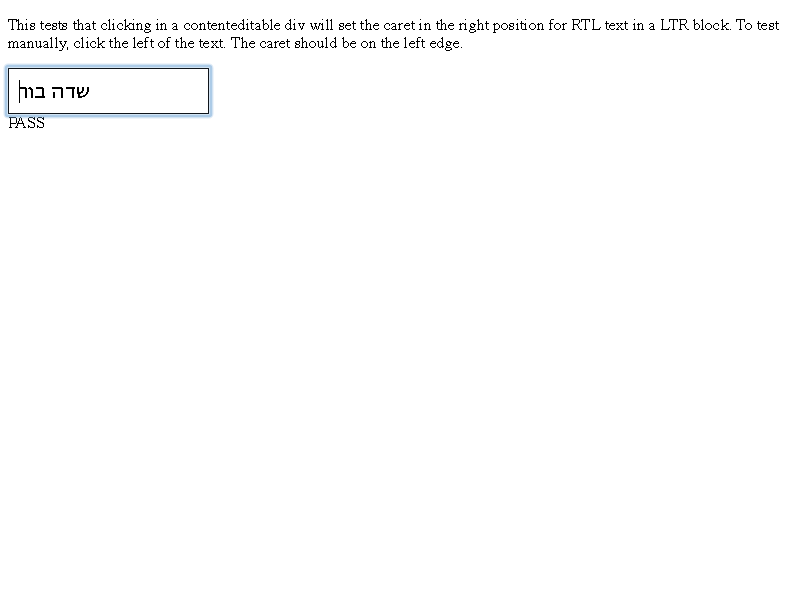 This tests that clicking in a contenteditable div will set the caret in the right position for RTL text in a LTR block. To test
manually, click the left of the text. The caret should be on the left edge.
שדה בור
PASS